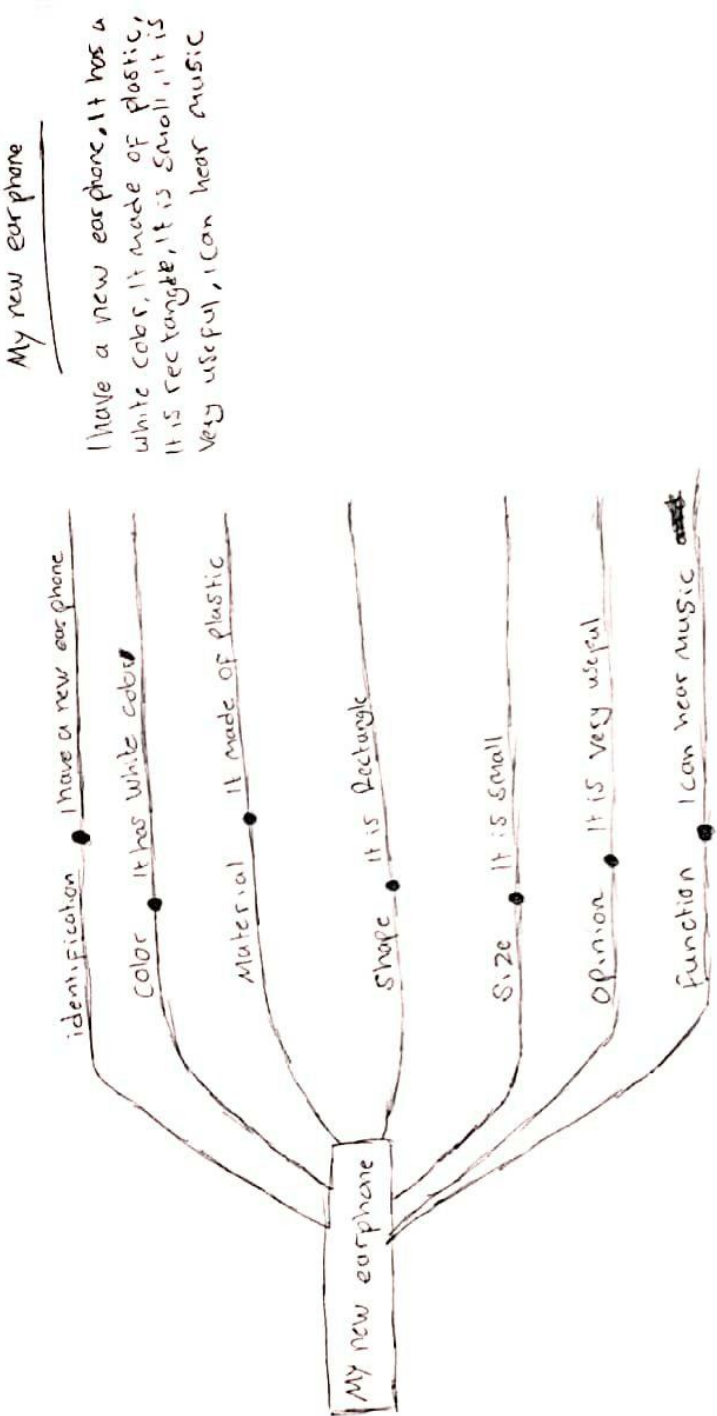 My new earphone
identification I have a new earphone
color It has white color
Material It made of plastic
Shape It is Rectangle
Size It is small
opinion It is very useful
Function I can hear music
My new earphone
I have a new earphone, It has a
white color, It made of plastic,
It is rectangle, It is small, It is
very useful, I can hear music